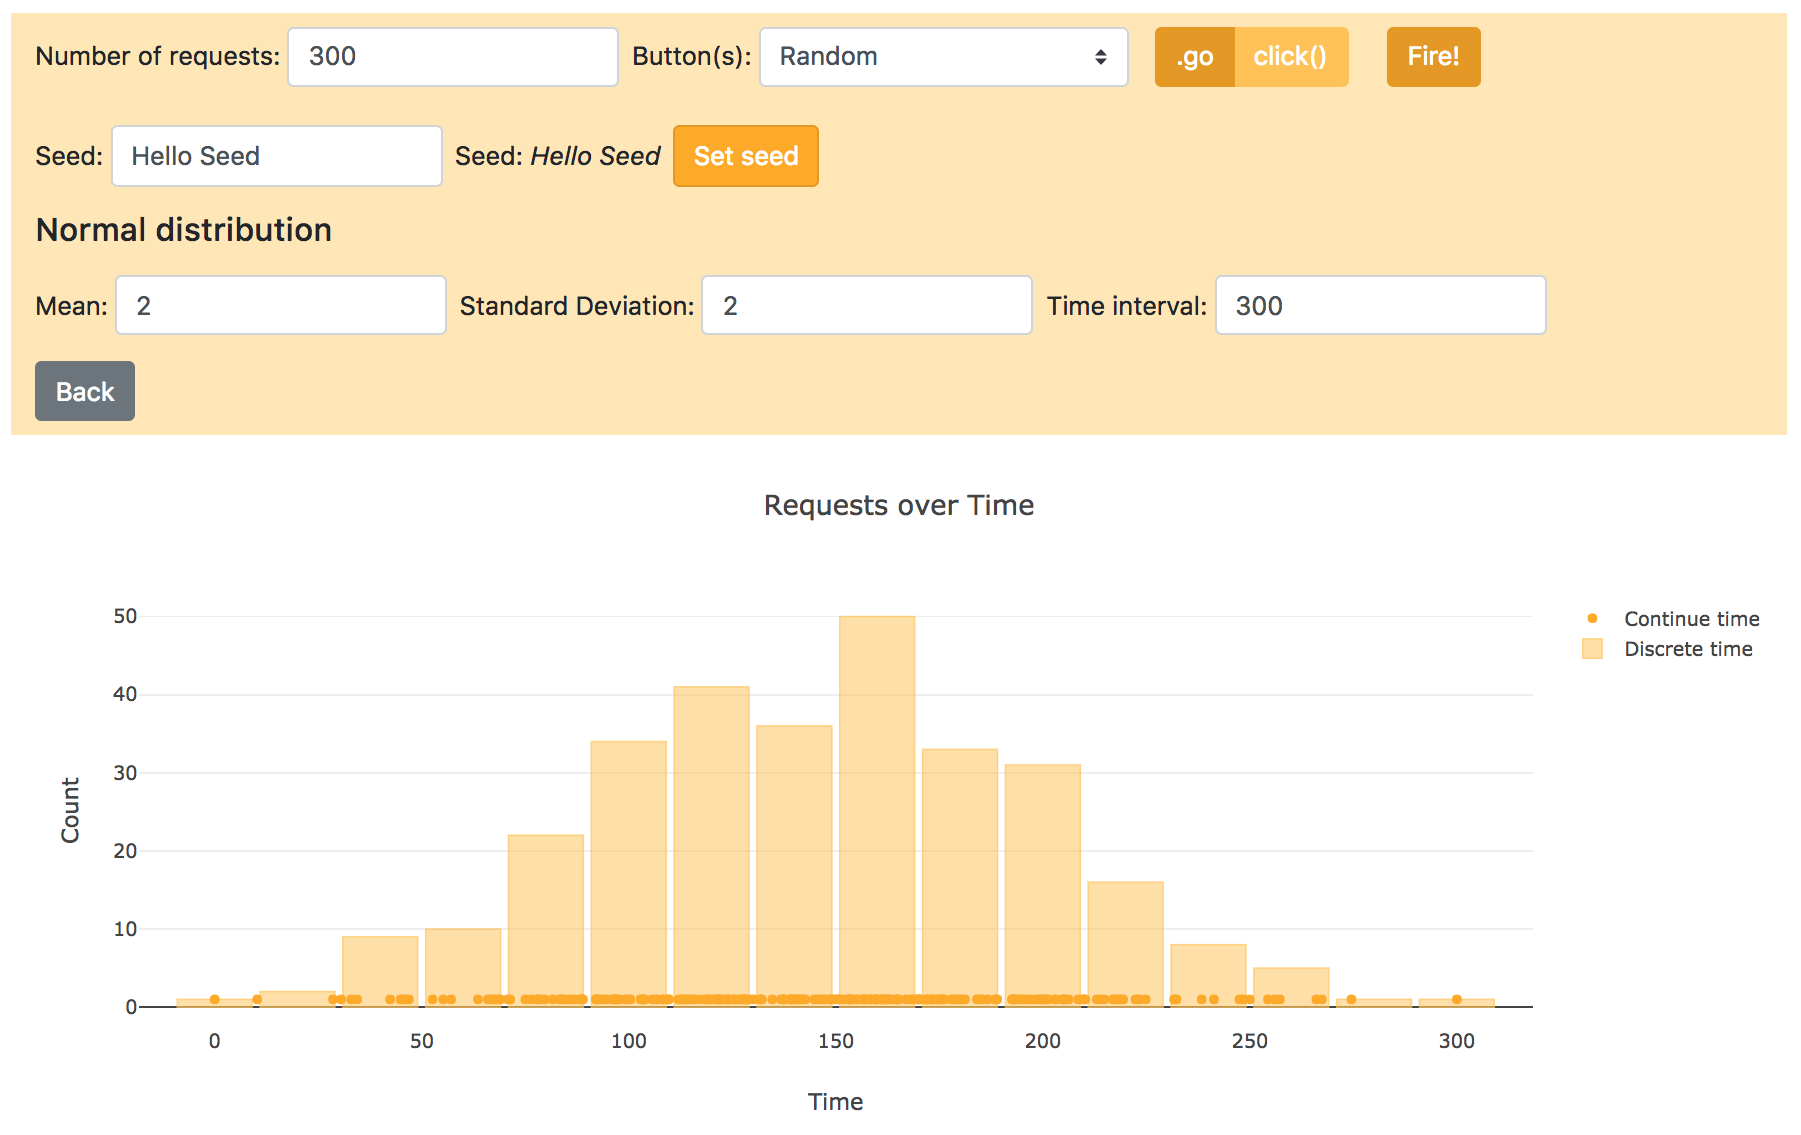 Number of requests: 300 Button(s): Random .go click() Fire!
Seed: Hello Seed Seed: Hello Seed Set seed
Normal distribution
Mean: 2 Standard Deviation: 2 Time interval: 300
Back
Requests over Time
50
40
30
20
10
0
Count
0 50 100 150 200 250 300
Time
Continue time
Discrete time